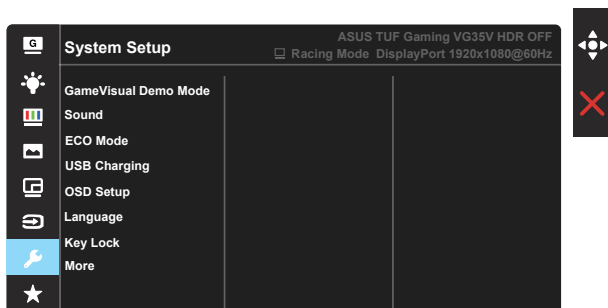 G
System Setup
ASUS TUF Gaming VG35V HDR OFF
Racing Mode DisplayPort 1920x1080@60Hz
GameVisual Demo Mode
Sound
ECO Mode
USB Charging
OSD Setup
Language
Key Lock
More